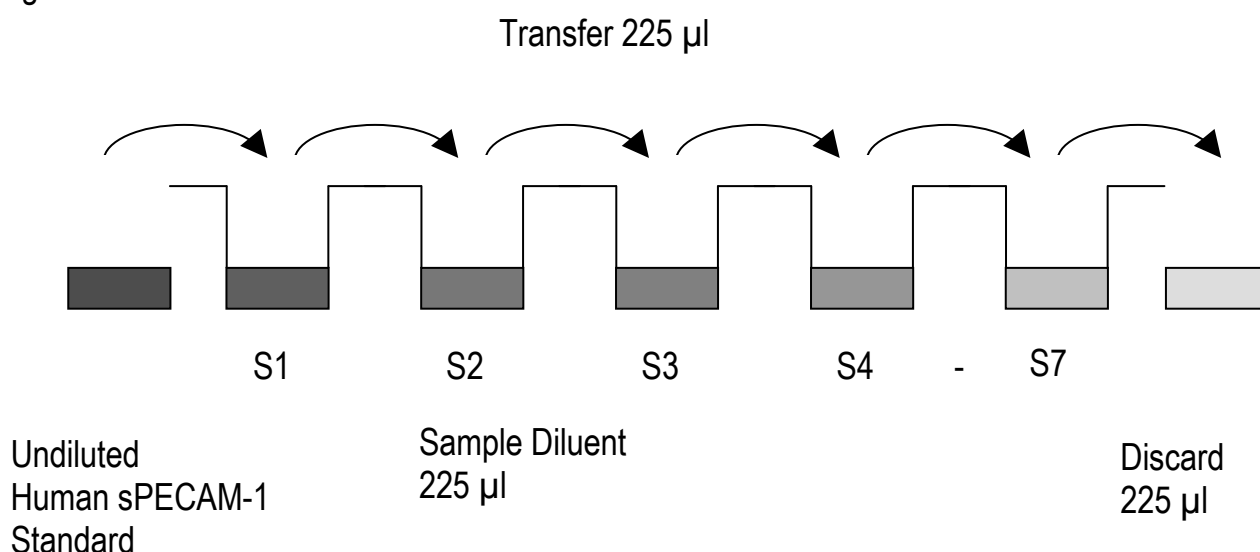 Transfer 225 µl
S1 S2 S3 S4 - S7
Undiluted
Human sPECAM-1
Standard
Sample Diluent
225 µl
Discard
225 µl